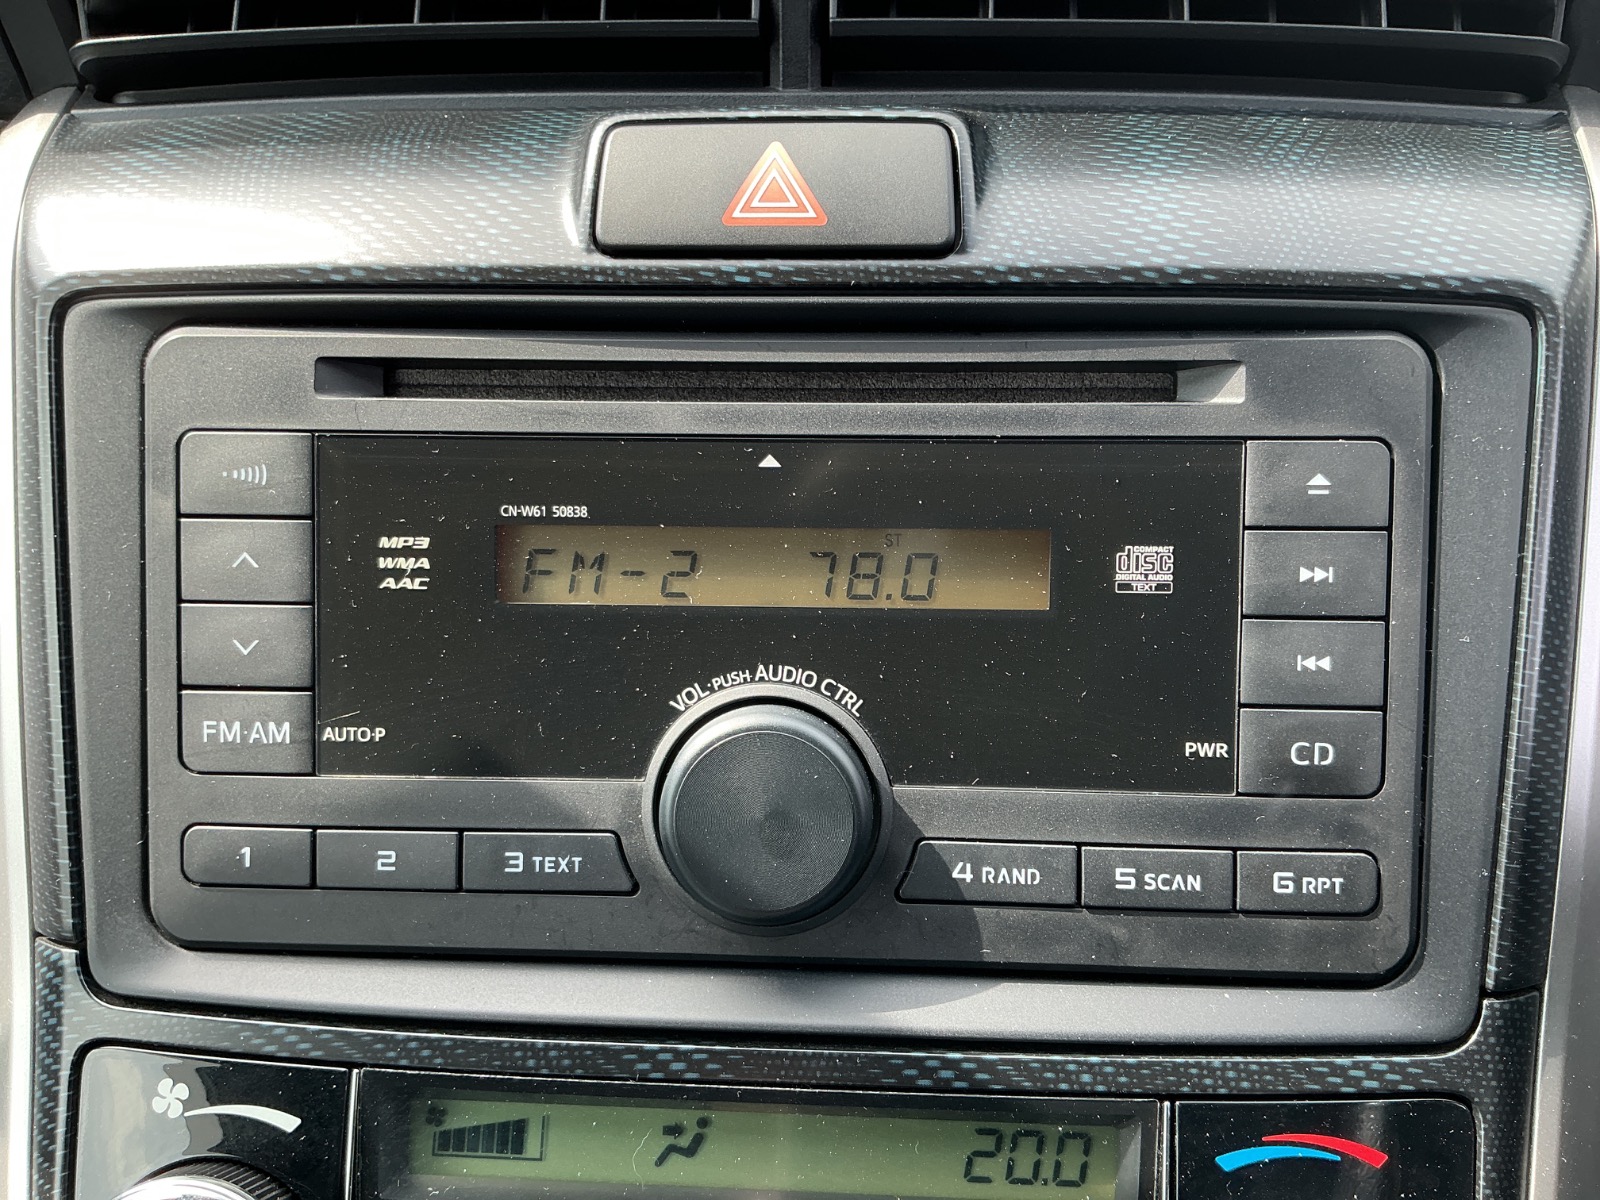 CN-W61 50838
MP3
WMA
AAC
ST
FM-2 78.0
COMPACT
disc
DIGITAL AUDIO
TEXT
VOL·PUSH AUDIO CTRL
FM·AM
AUTO·P
PWR
CD
1
2
3 TEXT
4 RAND
5 SCAN
6 RPT
20.0